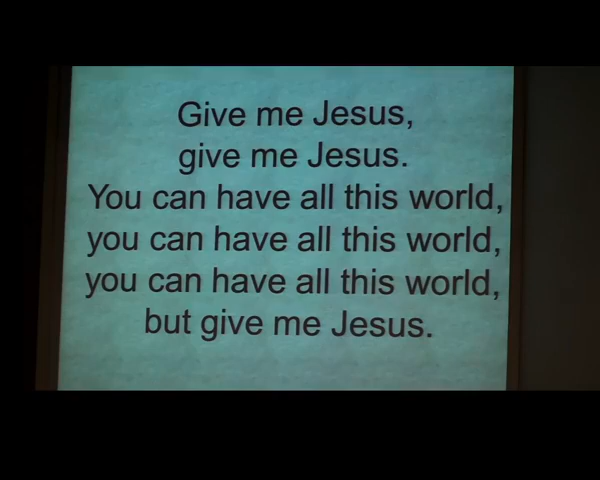 Give me Jesus,
give me Jesus.
You can have all this world,
you can have all this world,
you can have all this world,
but give me Jesus.